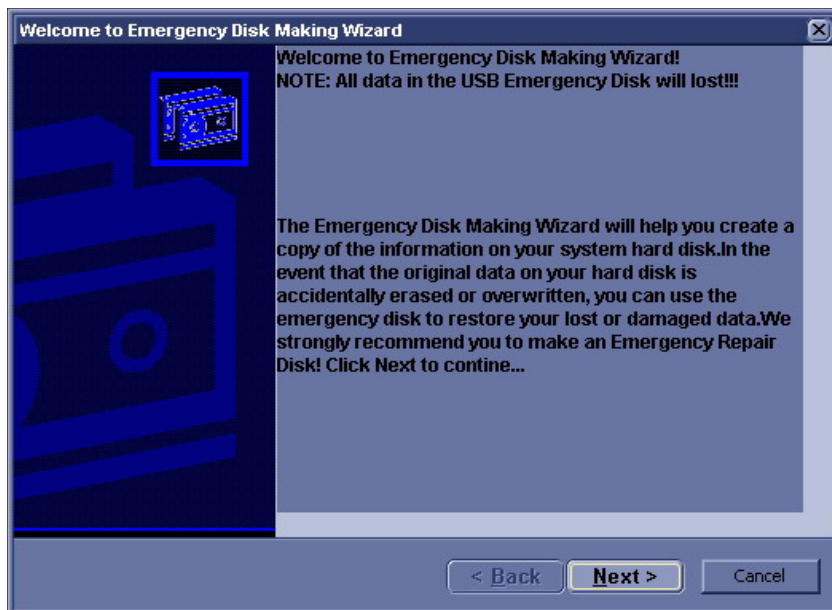 Welcome to Emergency Disk Making Wizard
Welcome to Emergency Disk Making Wizard!
NOTE: All data in the USB Emergency Disk will lost!!!
The Emergency Disk Making Wizard will help you create a
copy of the information on your system hard disk.In the
event that the original data on your hard disk is
accidentally erased or overwritten, you can use the
emergency disk to restore your lost or damaged data.We
strongly recommend you to make an Emergency Repair
Disk! Click Next to contine...
< Back Next > Cancel